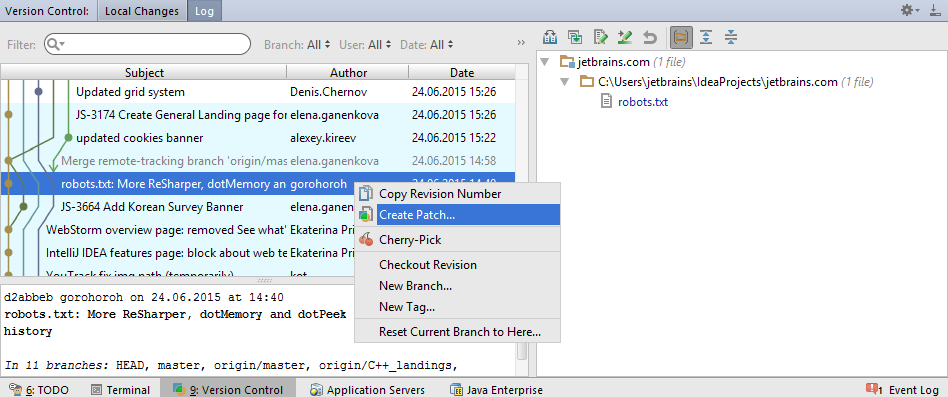 Version Control: Local Changes Log
Filter: Branch: All User: All Date: All »
Subject Author Date
Updated grid system Denis.Chernov 24.06.2015 15:26
JS-3174 Create General Landing page for elena.ganenkova 24.06.2015 15:26
updated cookies banner alexey.kireev 24.06.2015 15:22
Merge remote-tracking branch 'origin/mas elena.ganenkova 24.06.2015 14:58
robots.txt: More ReSharper, dotMemory an gorohoroh 24.06.2015 14:40
JS-3664 Add Korean Survey Banner elena.ganen
WebStorm overview page: removed See what' Ekaterina Pri
IntelliJ IDEA features page: block about web te Ekaterina Pri
YouTrack fix img path (temporarily) kot
Copy Revision Number
Create Patch...
Cherry-Pick
Checkout Revision
New Branch...
New Tag...
Reset Current Branch to Here...
d2abbeb gorohoroh on 24.06.2015 at 14:40
robots.txt: More ReSharper, dotMemory and dotPeek
history
In 11 branches: HEAD, master, origin/master, origin/C++_landings,
jetbrains.com (1 file)
C:\Users\jetbrains\IdeaProjects\jetbrains.com (1 file)
robots.txt
6: TODO Terminal 9: Version Control Application Servers Java Enterprise 1 Event Log